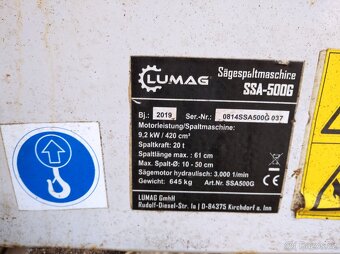 LUMAG
Sägespaltmaschine
SSA-500G
Bj.: 2019 Ser.-Nr.: 0814SSA500G 037
Motorleistung/Spaltmaschine:
9,2 kW / 420 cm³
Spaltkraft: 20 t
Spaltlänge max.: 61 cm
Max. Spalt-Ø: 10 - 50 cm
Sägemotor hydraulisch: 3.000 1/min
Gewicht: 645 kg Art.Nr. SSA500G
LUMAG GmbH
Rudolf-Diesel-Str. 1a | D-84375 Kirchdorf a. Inn
CE